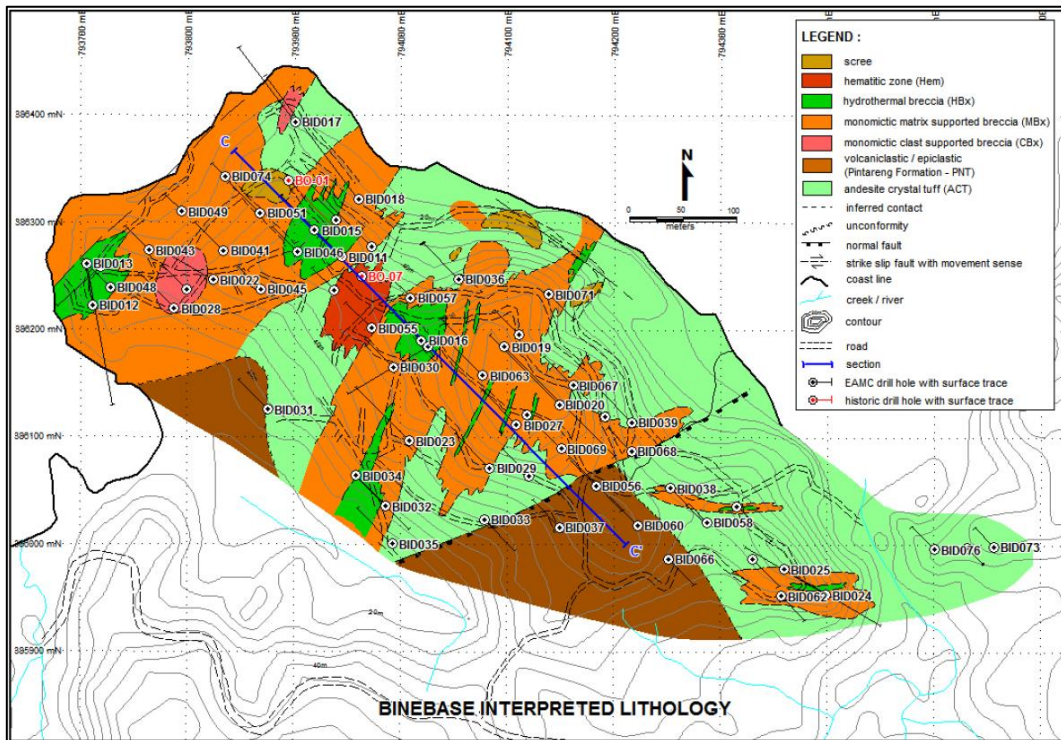 793780 mE
793800 mE
793980 mE
794080 mE
794100 mE
794200 mE
794380 mE
386400 mN
386300 mN
386200 mN
386100 mN
385900 mN
385900 mN
LEGEND :
scree
hematitic zone (Hem)
hydrothermal breccia (HBx)
monomictic matrix supported breccia (MBx)
monomictic clast supported breccia (CBx)
volcaniclastic / epiclastic
(Pintareng Formation - PNT)
andesite crystal tuff (ACT)
inferred contact
unconformity
normal fault
strike slip fault with movement sense
coast line
creek / river
contour
road
section
EAMC drill hole with surface trace
historic drill hole with surface trace
N
0 50 100
meters
C
BID017
BID074
BO-01
BID049
BID051
BID018
BID015
BID043
BID041
BID046
BID011
BID013
BO-07
BID048
BID022
BID045
BID036
BID012
BID028
BID057
BID071
BID055
BID016
BID019
BID030
BID063
BID067
BID031
BID020
BID027
BID039
BID023
BID069
BID068
BID034
BID029
BID056
BID038
BID032
BID033
BID037
BID060
BID058
BID035
C'
BID066
BID076
BID073
BID025
BID062
BID024
20m
40m
20m
40m
BINEBASE INTERPRETED LITHOLOGY